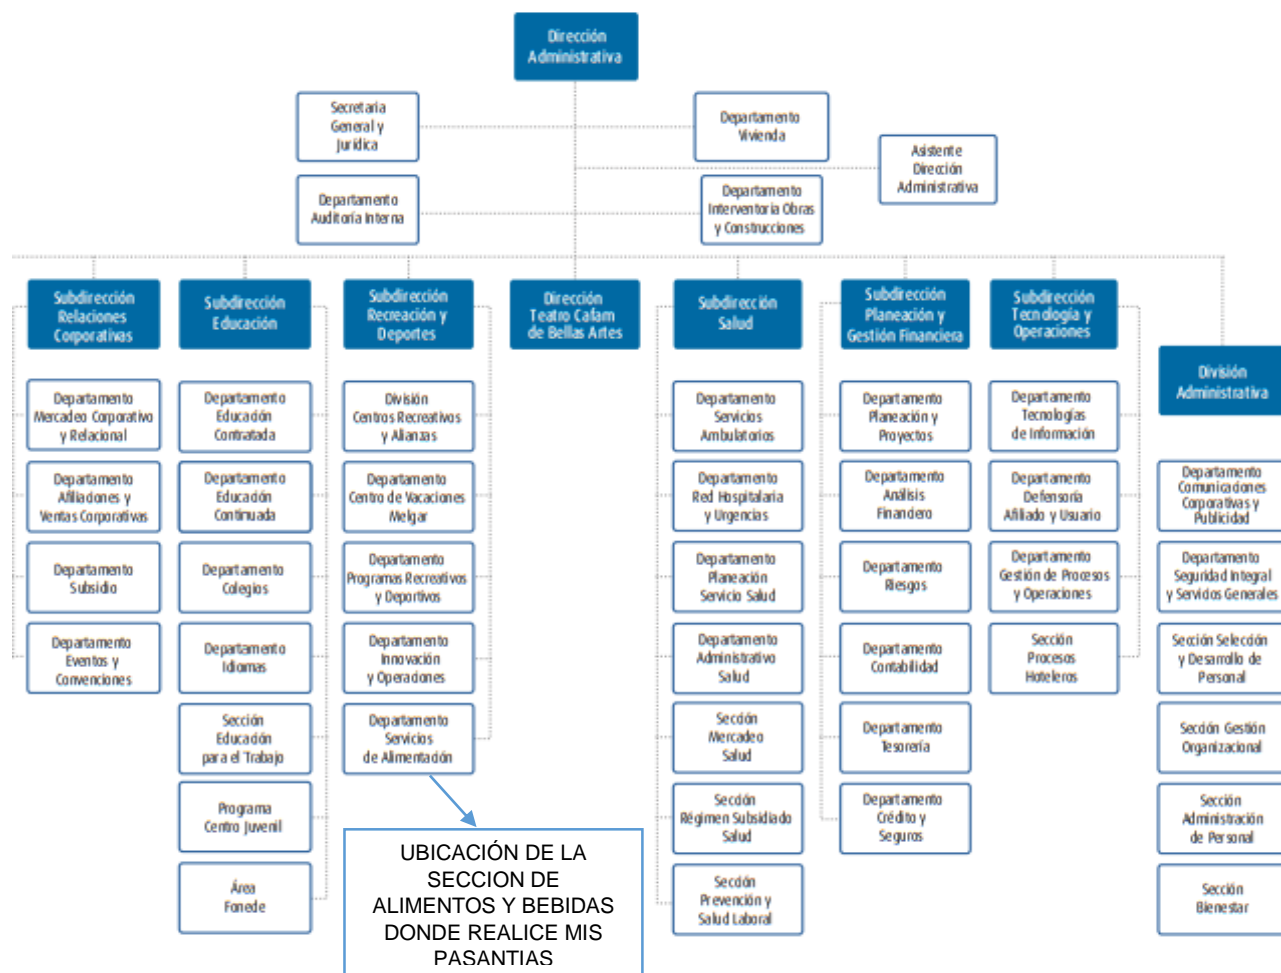 Dirección
Administrativa
Secretaria
General y
Jurídica
Departamento
Vivienda
Asistente
Dirección
Administrativa
Departamento
Auditoría Interna
Departamento
Interventoria Obras
y Construcciones
Subdirección
Relaciones
Corporativas
Subdirección
Educación
Subdirección
Recreación y
Deportes
Dirección
Teatro Cafam
de Bellas Artes
Subdirección
Salud
Subdirección
Planeación y
Gestión Financiera
Subdirección
Tecnología y
Operaciones
División
Administrativa
Departamento
Mercadeo Corporativo
y Relacional
Departamento
Afiliaciones y
Ventas Corporativas
Departamento
Subsidio
Departamento
Eventos y
Convenciones
Departamento
Educación
Contratada
Departamento
Educación
Continuada
Departamento
Colegios
Departamento
Idiomas
Sección
Educación
para el Trabajo
Programa
Centro Juvenil
Área
Fonede
División
Centros Recreativos
y Alianzas
Departamento
Centro de Vacaciones
Melgar
Departamento
Programas Recreativos
y Deportivos
Departamento
Innovación
y Operaciones
Departamento
Servicios
de Alimentación
UBICACIÓN DE LA
SECCION DE
ALIMENTOS Y BEBIDAS
DONDE REALICE MIS
PASANTIAS
Departamento
Servicios
Ambulatorios
Departamento
Red Hospitalaria
y Urgencias
Departamento
Planeación
Servicio Salud
Departamento
Administrativo
Salud
Sección
Mercadeo
Salud
Sección
Régimen Subsidiado
Salud
Sección
Prevención y
Salud Laboral
Departamento
Planeación y
Proyectos
Departamento
Análisis
Financiero
Departamento
Riesgos
Departamento
Contabilidad
Departamento
Tesorería
Departamento
Crédito y
Seguros
Departamento
Tecnologías
de Información
Departamento
Defensoría
Afiliado y Usuario
Departamento
Gestión de Procesos
y Operaciones
Sección
Procesos
Hoteleros
Departamento
Comunicaciones
Corporativas y
Publicidad
Departamento
Seguridad Integral
y Servicios Generales
Sección Selección
y Desarrollo de
Personal
Sección Gestión
Organizacional
Sección
Administración
de Personal
Sección
Bienestar